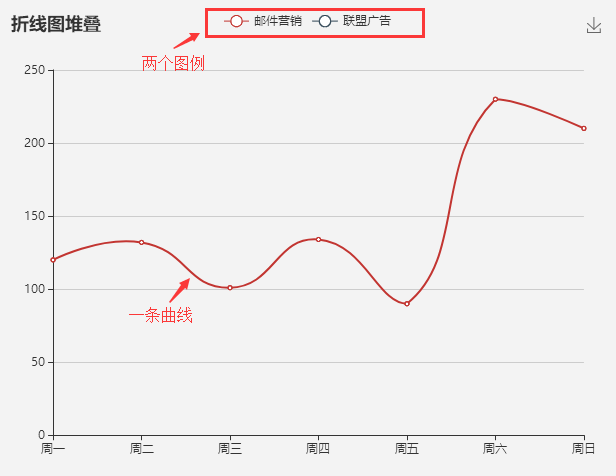 折线图堆叠
邮件营销 联盟广告
两个图例
250
200
150
100
一条曲线
50
0
周一 周二 周三 周四 周五 周六 周日